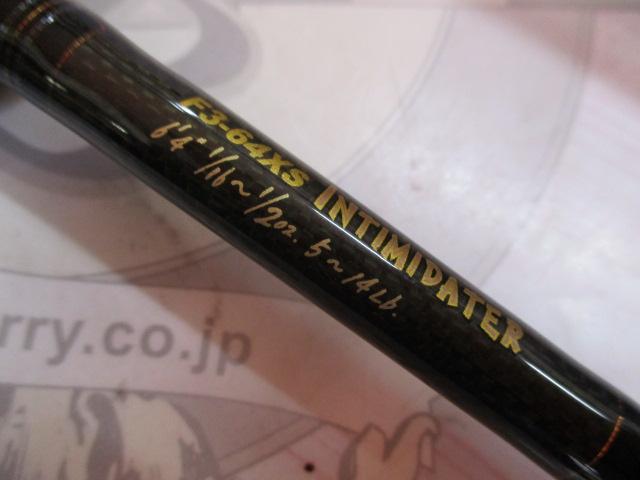 F3-64XS INTIMIDATER
6'4" 1/16~1/2oz. 5~14Lb.
rry.co.jp